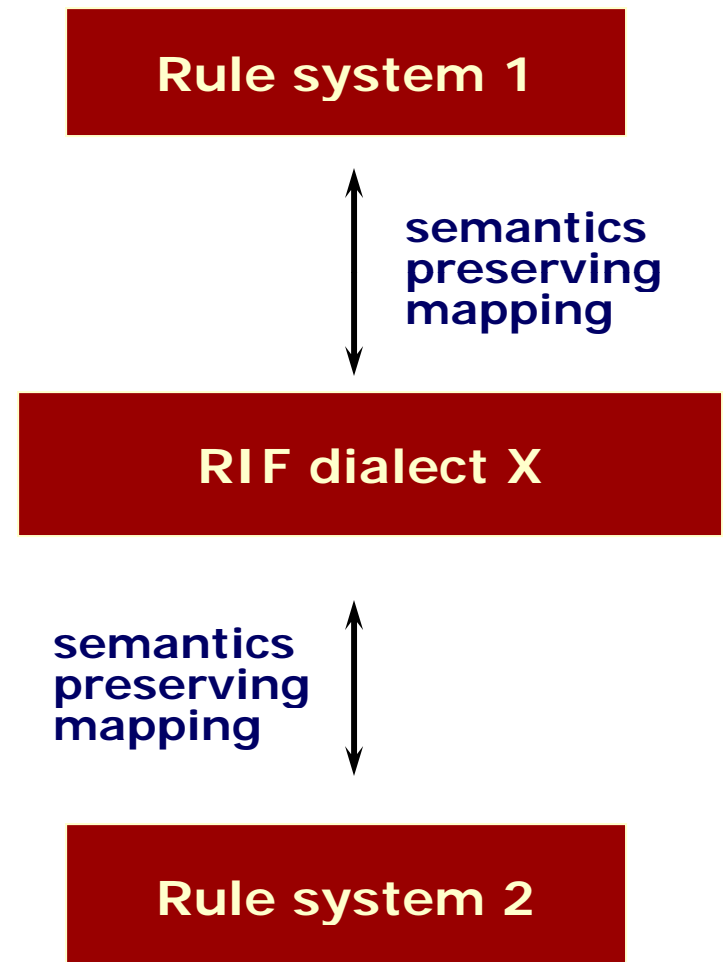 Rule system 1
semantics
preserving
mapping
RIF dialect X
semantics
preserving
mapping
Rule system 2